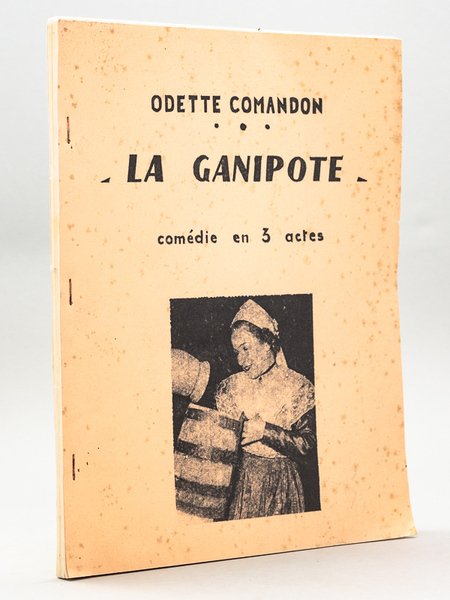 ODETTE COMANDON
LA GANIPOTE
comédie en 3 actes